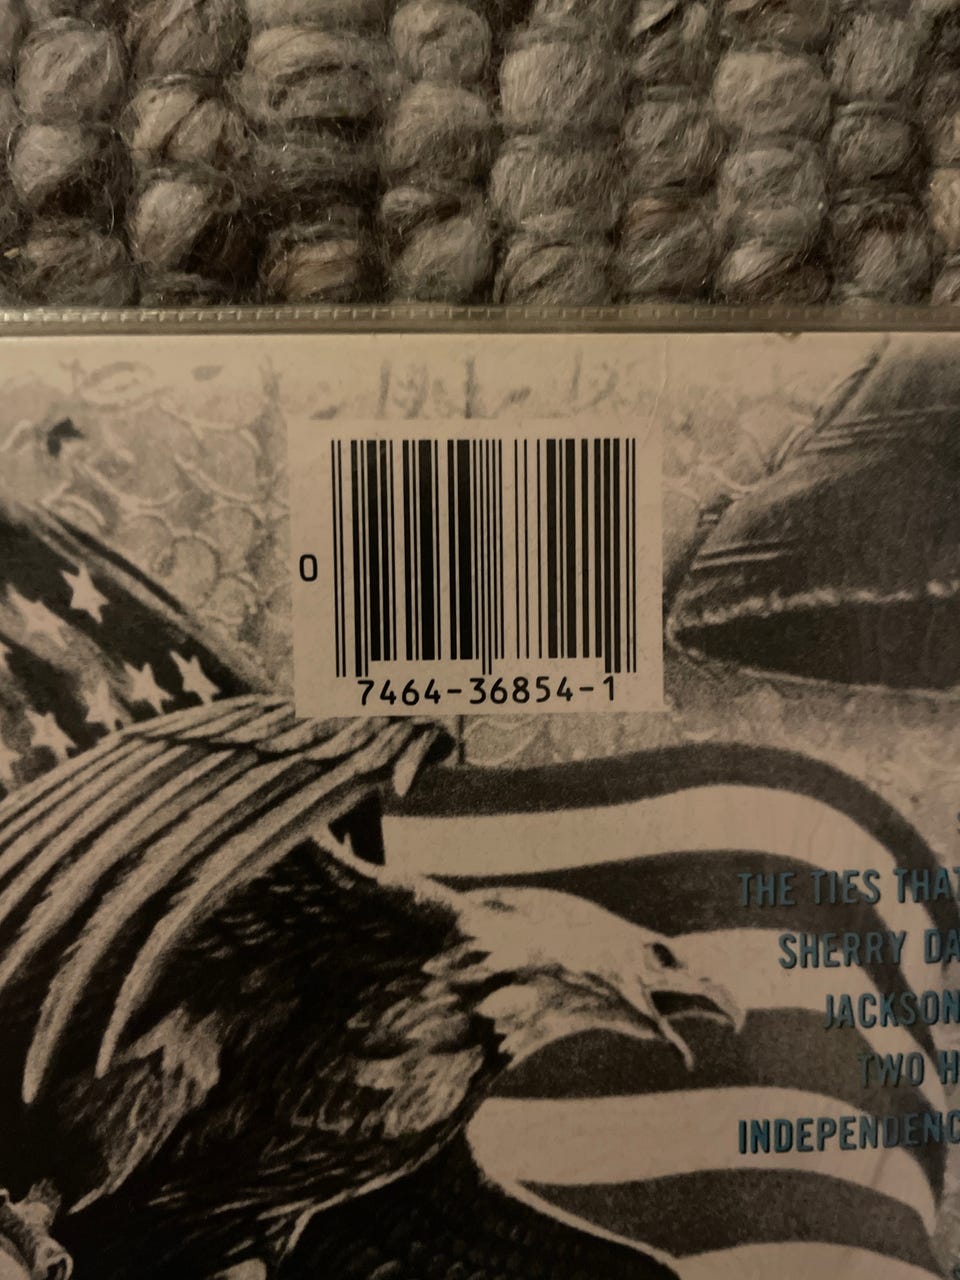 0
7464-36854-1
THE TIES THAT
SHERRY DA
JACKSON
TWO H
INDEPENDENC